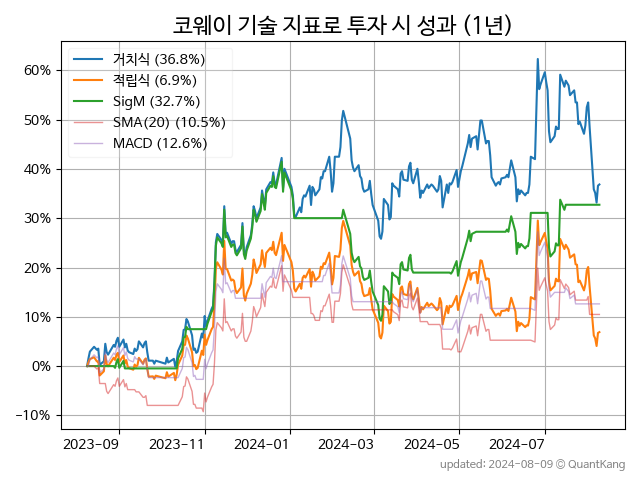 코웨이 기술 지표로 투자 시 성과 (1년)
거치식 (36.8%)
적립식 (6.9%)
SigM (32.7%)
SMA(20) (10.5%)
MACD (12.6%)
60%
50%
40%
30%
20%
10%
0%
−10%
2023-09 2023-11 2024-01 2024-03 2024-05 2024-07
updated: 2024-08-09 © QuantKang